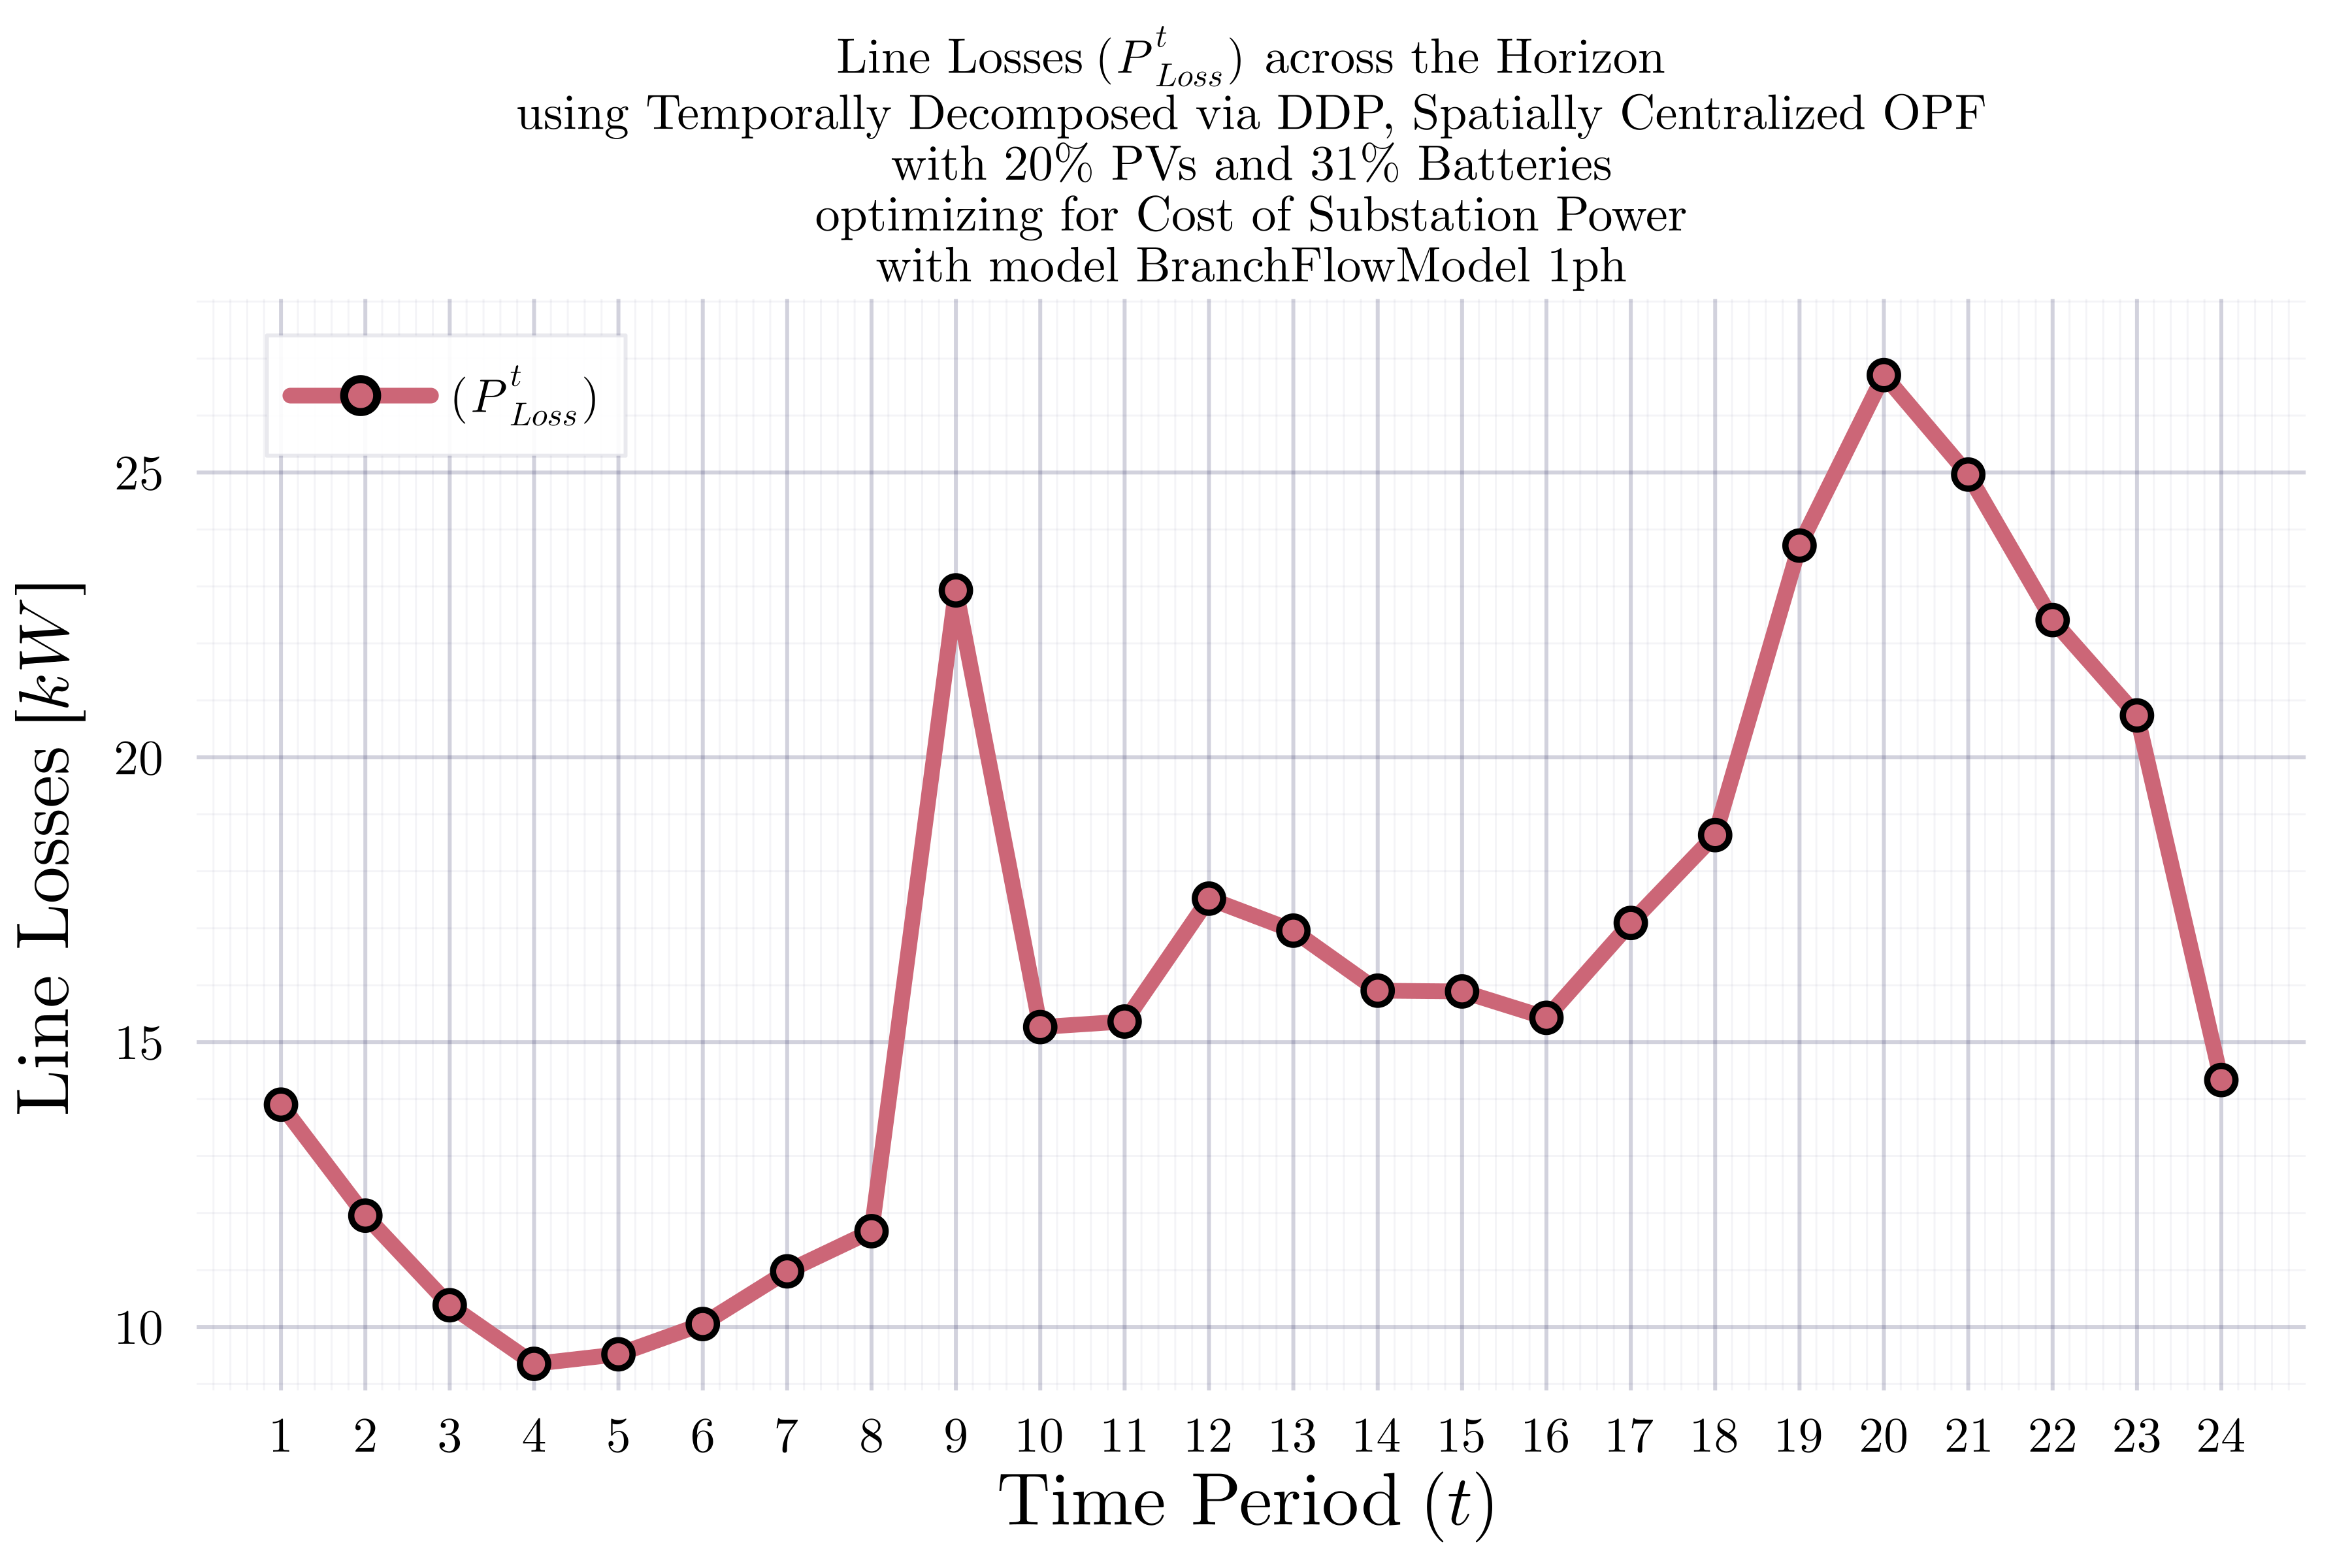 Line Losses (P^t_Loss) across the Horizon
using Temporally Decomposed via DDP, Spatially Centralized OPF
with 20% PVs and 31% Batteries
optimizing for Cost of Substation Power
with model BranchFlowModel 1ph
(P^t_Loss)
25
20
15
10
Line Losses [kW]
1 2 3 4 5 6 7 8 9 10 11 12 13 14 15 16 17 18 19 20 21 22 23 24
Time Period (t)